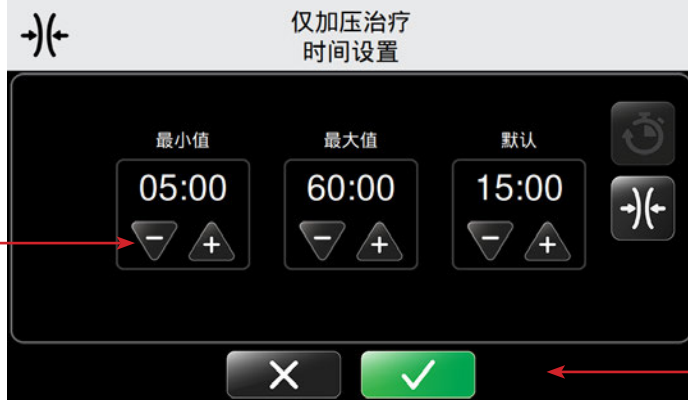 仅加压治疗
时间设置
最小值 最大值 默认
05:00 60:00 15:00
− + − + − +